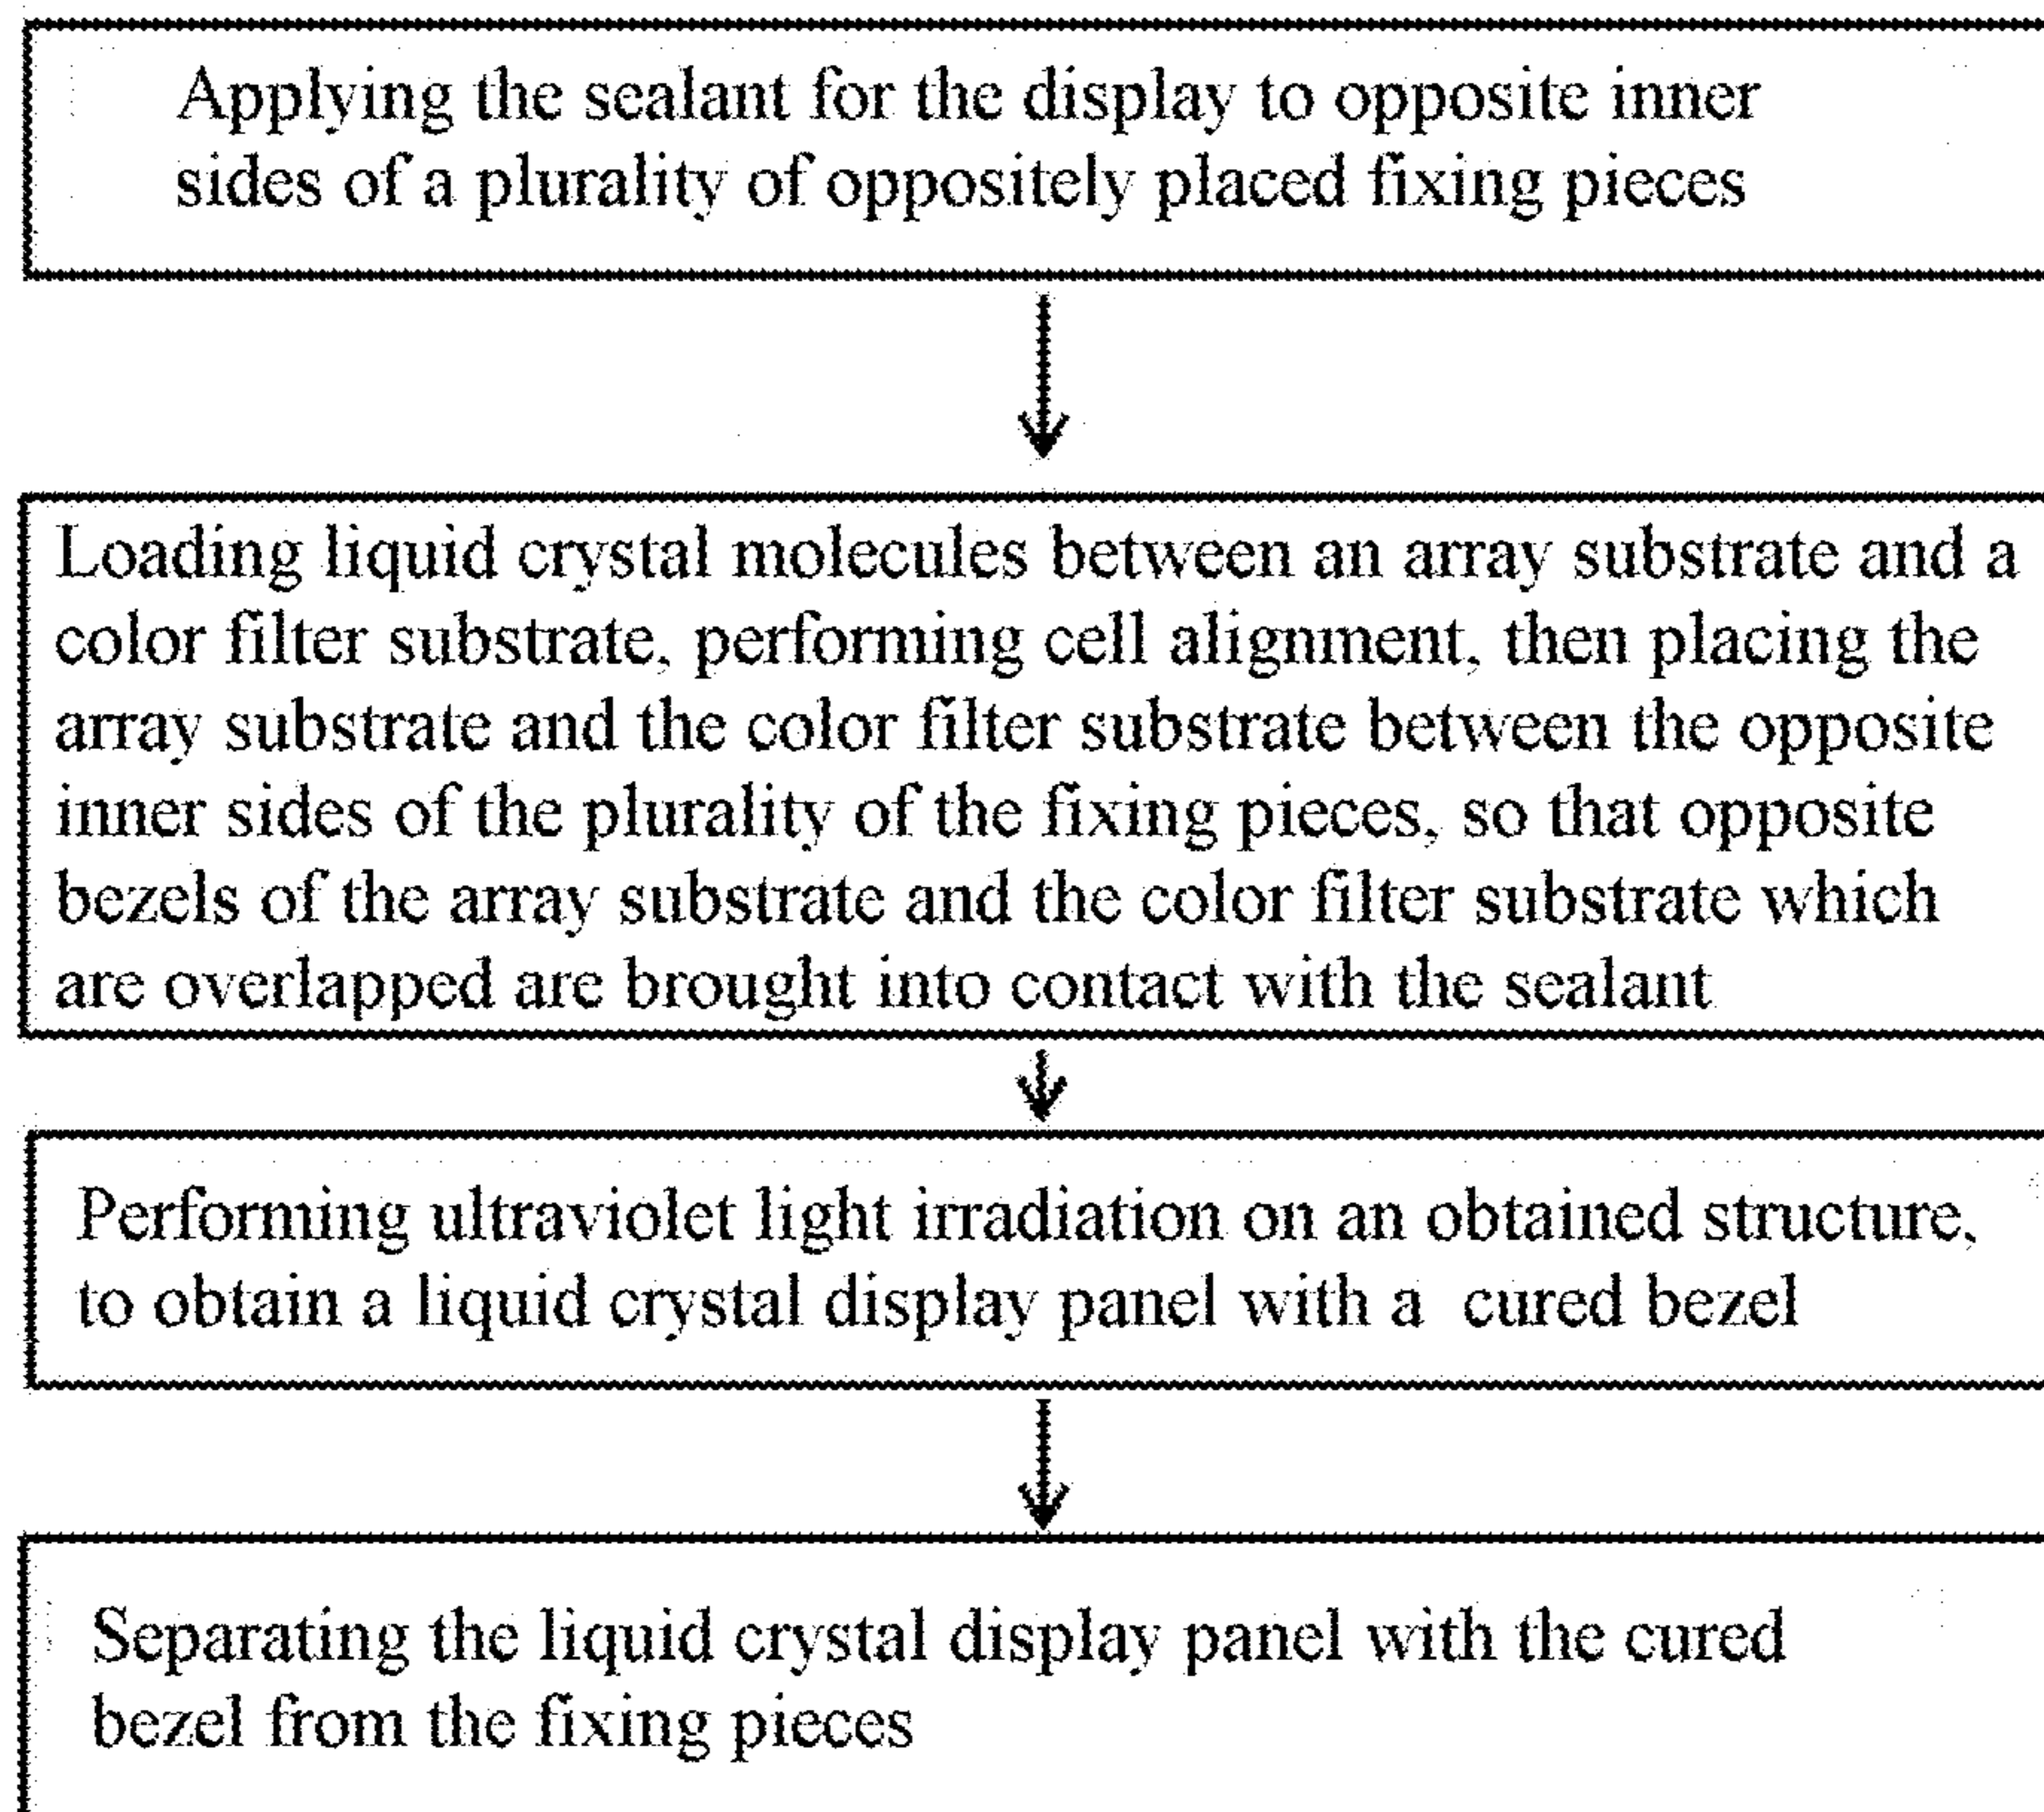 Applying the sealant for the display to opposite inner
sides of a plurality of oppositely placed fixing pieces
Loading liquid crystal molecules between an array substrate and a
color filter substrate, performing cell alignment, then placing the
array substrate and the color filter substrate between the opposite
inner sides of the plurality of the fixing pieces, so that opposite
bezels of the array substrate and the color filter substrate which
are overlapped are brought into contact with the sealant
Performing ultraviolet light irradiation on an obtained structure,
to obtain a liquid crystal display panel with a cured bezel
Separating the liquid crystal display panel with the cured
bezel from the fixing pieces